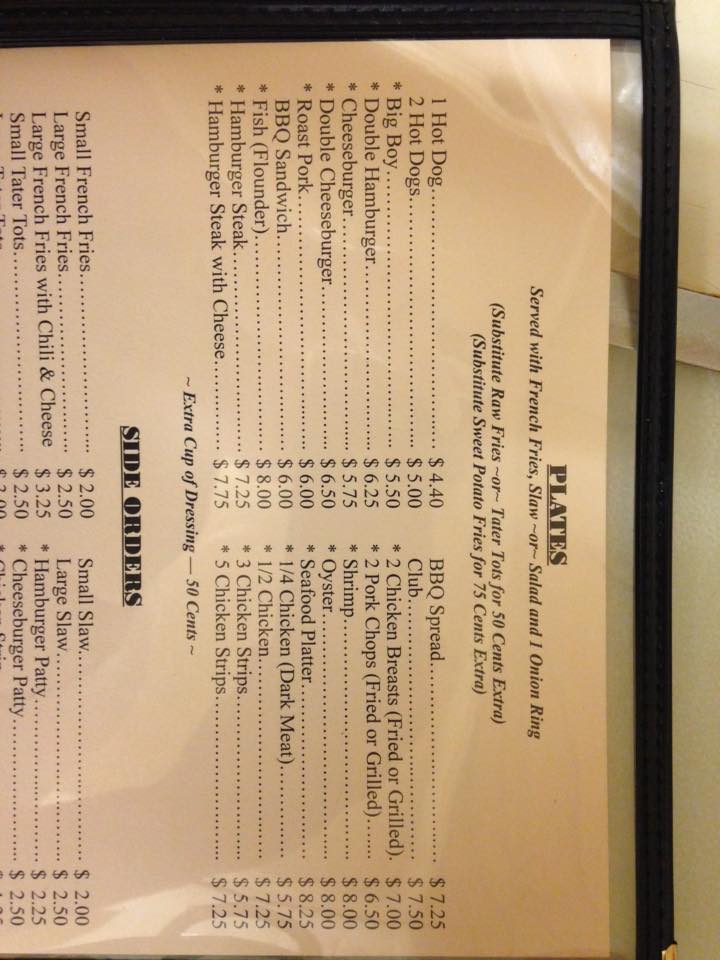 PLATES
Served with French Fries, Slaw ~or~ Salad and 1 Onion Ring
(Substitute Raw Fries ~or~ Tater Tots for 50 Cents Extra)
(Substitute Sweet Potato Fries for 75 Cents Extra)
1 Hot Dog $ 4.40
2 Hot Dogs $ 5.00
* Big Boy $ 5.50
* Double Hamburger $ 6.25
* Cheeseburger $ 5.75
* Double Cheeseburger $ 6.50
* Roast Pork $ 6.00
BBQ Sandwich $ 6.00
* Fish (Flounder) $ 8.00
* Hamburger Steak $ 7.25
* Hamburger Steak with Cheese $ 7.75
BBQ Spread $ 7.25
Club $ 7.50
* 2 Chicken Breasts (Fried or Grilled) $ 7.00
* 2 Pork Chops (Fried or Grilled) $ 6.50
* Shrimp $ 8.00
* Oyster $ 8.00
* Seafood Platter $ 8.25
* 1/4 Chicken (Dark Meat) $ 5.75
* 1/2 Chicken $ 7.25
* 3 Chicken Strips $ 5.75
* 5 Chicken Strips $ 7.25
~ Extra Cup of Dressing — 50 Cents ~
SIDE ORDERS
Small French Fries $ 2.00
Large French Fries $ 2.50
Large French Fries with Chili & Cheese $ 3.25
Small Tater Tots $ 2.50
Small Slaw $ 2.00
Large Slaw $ 2.50
* Hamburger Patty $ 2.25
* Cheeseburger Patty $ 2.50